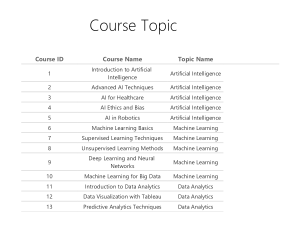 Course Topic
Course ID Course Name Topic Name
1 Introduction to Artificial Intelligence Artificial Intelligence
2 Advanced AI Techniques Artificial Intelligence
3 AI for Healthcare Artificial Intelligence
4 AI Ethics and Bias Artificial Intelligence
5 AI in Robotics Artificial Intelligence
6 Machine Learning Basics Machine Learning
7 Supervised Learning Techniques Machine Learning
8 Unsupervised Learning Methods Machine Learning
9 Deep Learning and Neural Networks Machine Learning
10 Machine Learning for Big Data Machine Learning
11 Introduction to Data Analytics Data Analytics
12 Data Visualization with Tableau Data Analytics
13 Predictive Analytics Techniques Data Analytics